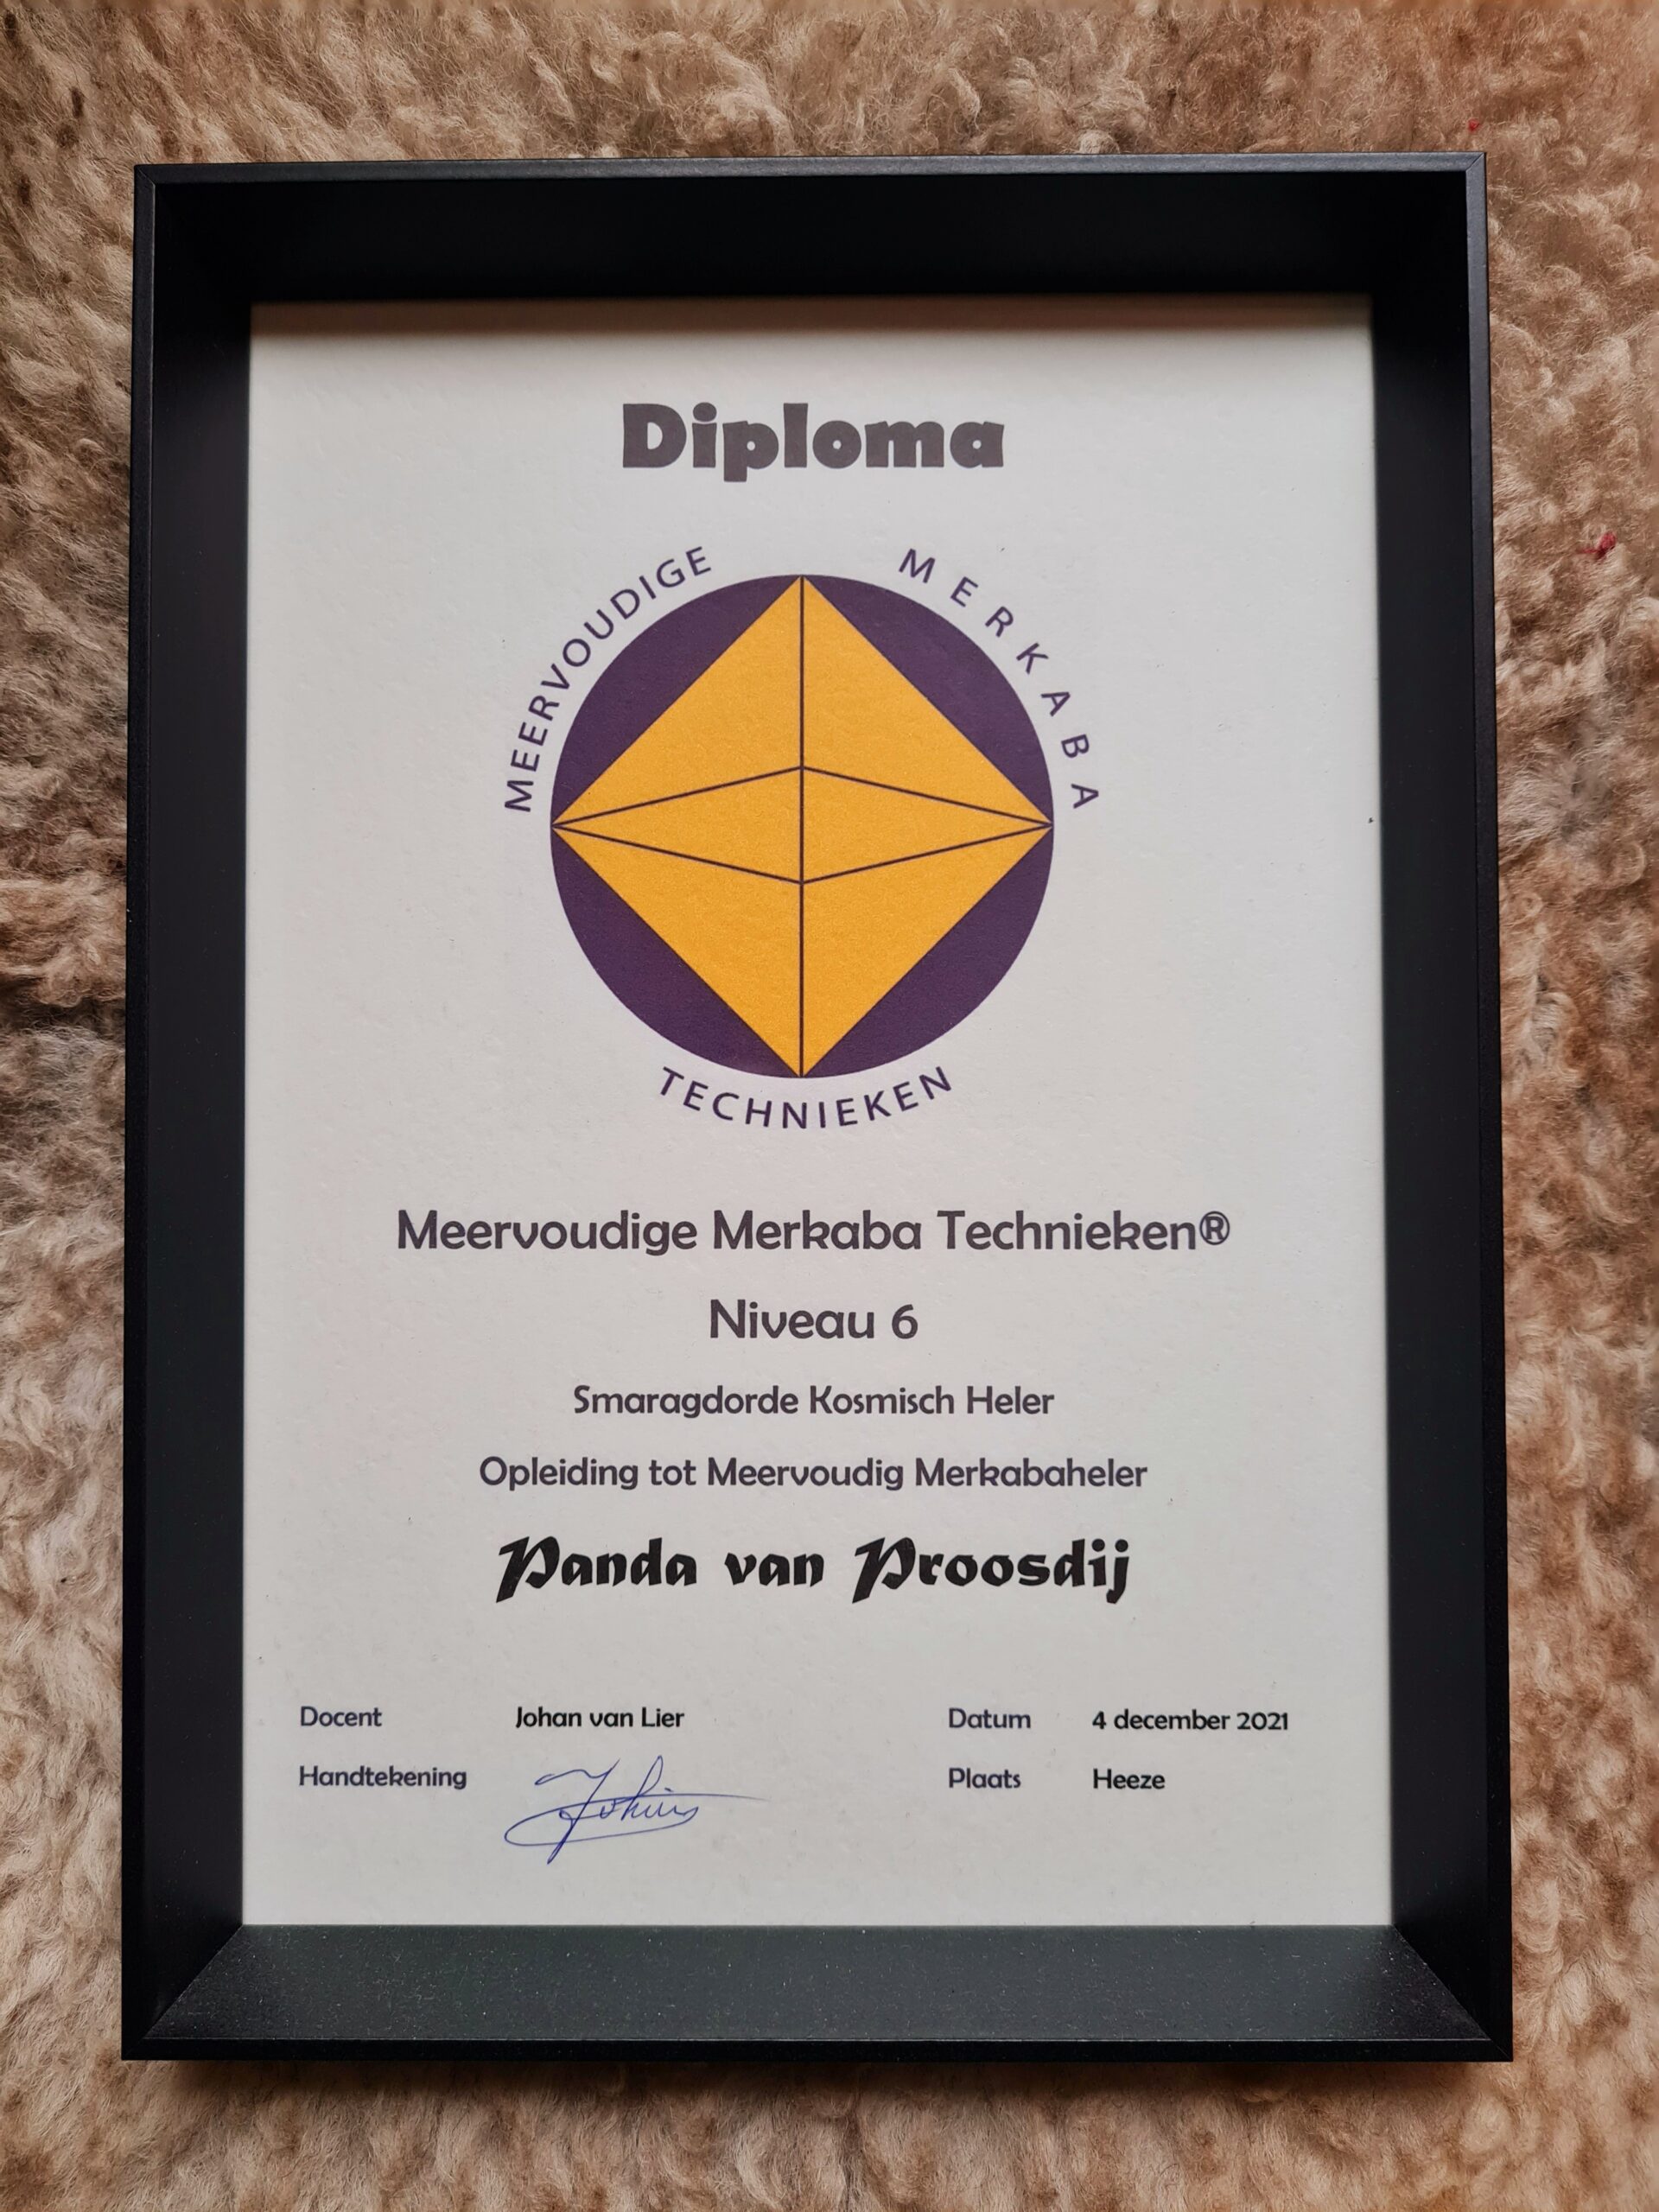 Diploma
MEERVOUDIGE MERKABA
TECHNIEKEN
Meervoudige Merkaba Technieken®
Niveau 6
Smaragdorde Kosmisch Heler
Opleiding tot Meervoudig Merkabaheler
Panda van Proosdij
Docent Johan van Lier Datum 4 december 2021
Handtekening Johan Plaats Heeze